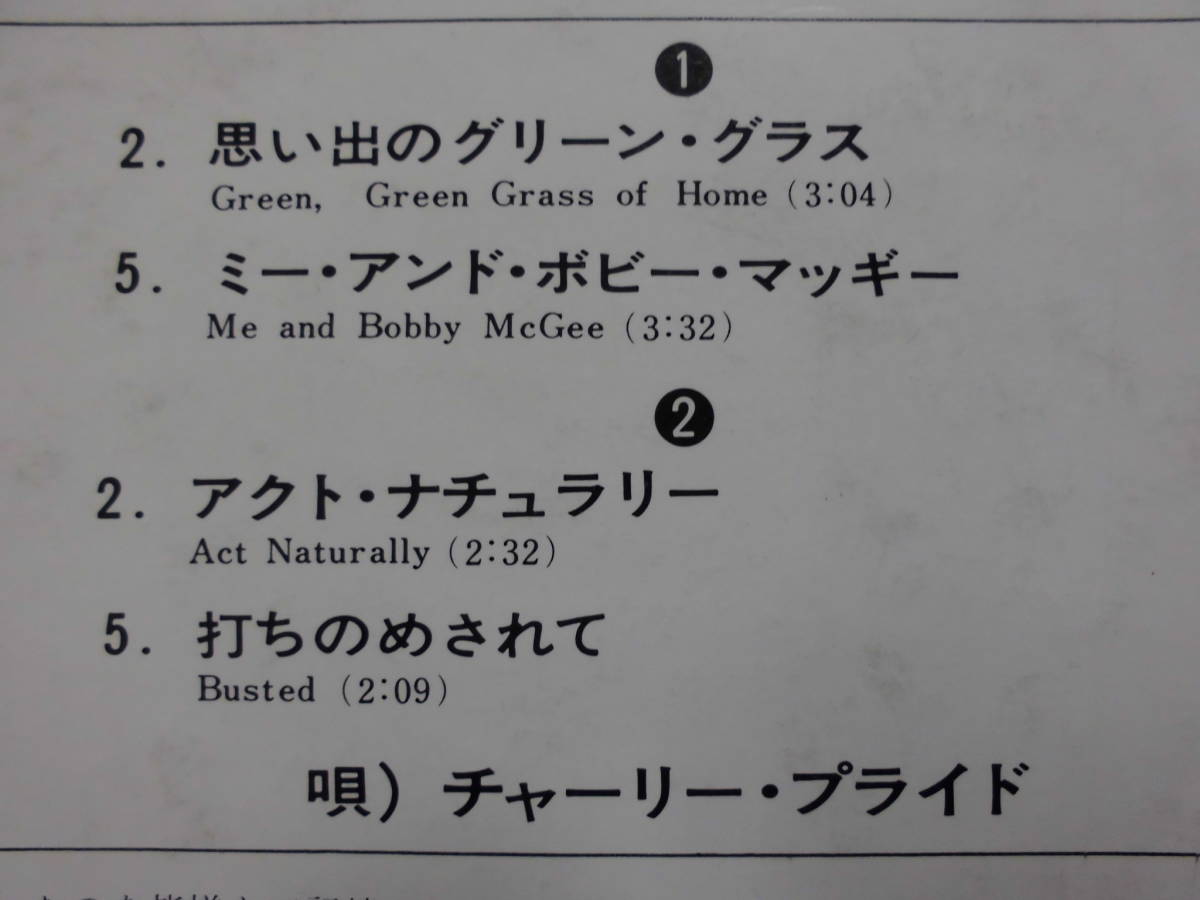 ❶
2. 思い出のグリーン・グラス
Green, Green Grass of Home (3:04)
5. ミー・アンド・ボビー・マッギー
Me and Bobby McGee (3:32)
❷
2. アクト・ナチュラリー
Act Naturally (2:32)
5. 打ちのめされて
Busted (2:09)
唄) チャーリー・プライド